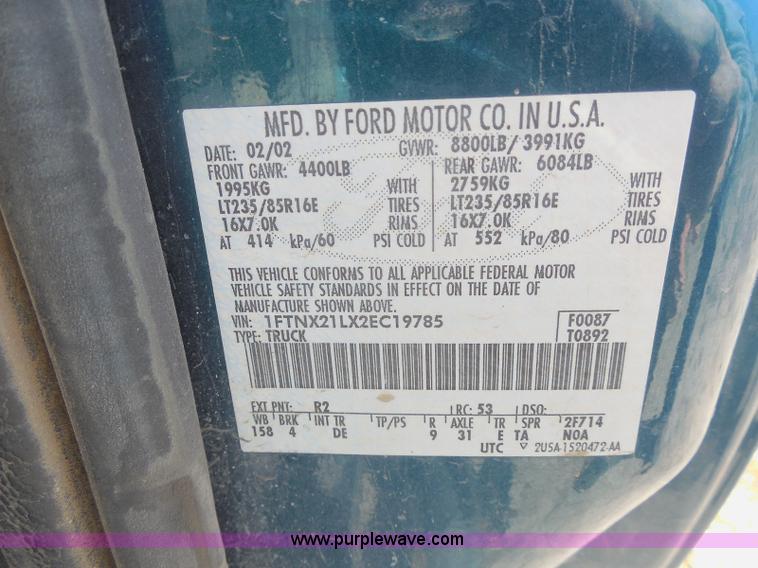 MFD. BY FORD MOTOR CO. IN U.S.A.
DATE: 02/02 GVWR: 8800LB/ 3991KG
FRONT GAWR: 4400LB REAR GAWR: 6084LB
1995KG WITH 2759KG WITH
LT235/85R16E TIRES LT235/85R16E TIRES
16X7.0K RIMS 16X7.0K RIMS
AT 414 kPa/60 PSI COLD AT 552 kPa/80 PSI COLD
THIS VEHICLE CONFORMS TO ALL APPLICABLE FEDERAL MOTOR
VEHICLE SAFETY STANDARDS IN EFFECT ON THE DATE OF
MANUFACTURE SHOWN ABOVE.
VIN: 1FTNX21LX2EC19785 F0087
TYPE: TRUCK T0892
EXT PNT: R2 RC: 53 DSO:
WB BRK INT TR TP/PS R AXLE TR SPR 2F714
158 4 DE 9 31 E TA NOA
UTC ▽ 2U5A-1520472-AA
www.purplewave.com